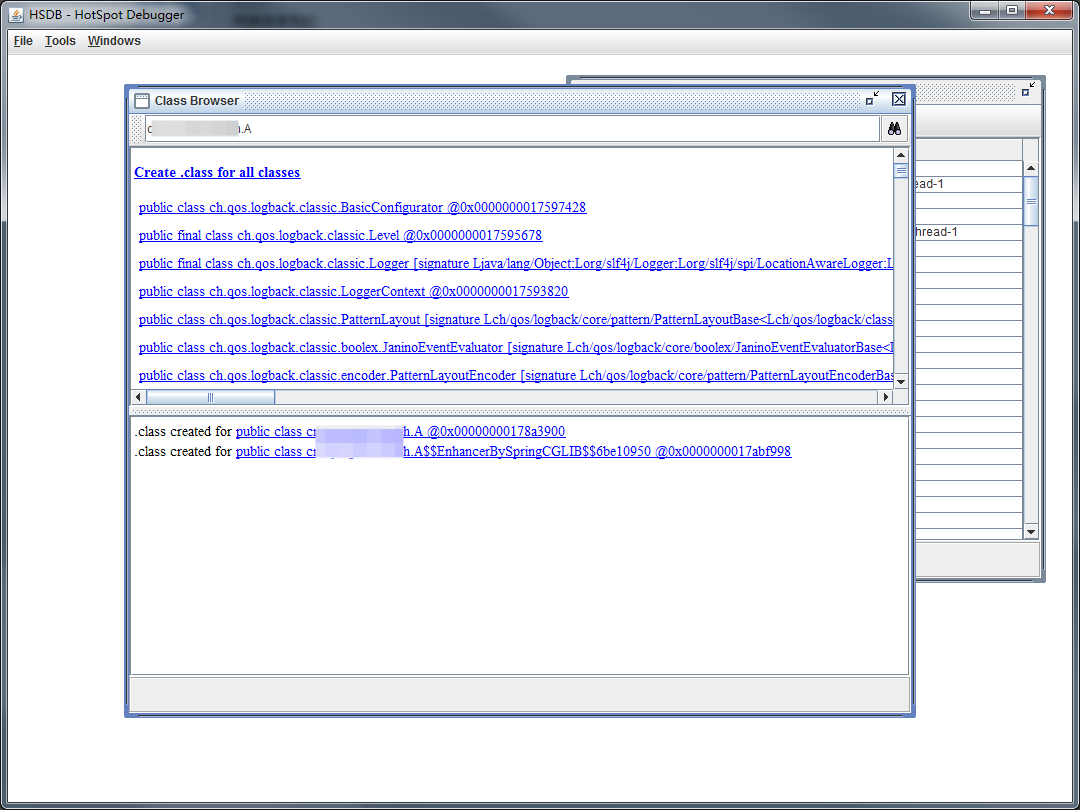 HSDB - HotSpot Debugger
File Tools Windows
Class Browser
.A
Create .class for all classes
public class ch.qos.logback.classic.BasicConfigurator @0x0000000017597428
public final class ch.qos.logback.classic.Level @0x0000000017595678
public final class ch.qos.logback.classic.Logger [signature Ljava/lang/Object;Lorg/slf4j/Logger;Lorg/slf4j/spi/LocationAwareLogger;L
public class ch.qos.logback.classic.LoggerContext @0x0000000017593820
public class ch.qos.logback.classic.PatternLayout [signature Lch/qos/logback/core/pattern/PatternLayoutBase<Lch/qos/logback/class
public class ch.qos.logback.classic.boolex.JaninoEventEvaluator [signature Lch/qos/logback/core/boolex/JaninoEventEvaluatorBase<l
public class ch.qos.logback.classic.encoder.PatternLayoutEncoder [signature Lch/qos/logback/core/pattern/PatternLayoutEncoderBas
.class created for public class h.A @0x00000000178a3900
.class created for public class h.A$$EnhancerBySpringCGLIB$$6be10950 @0x0000000017abf998
ead-1
hread-1